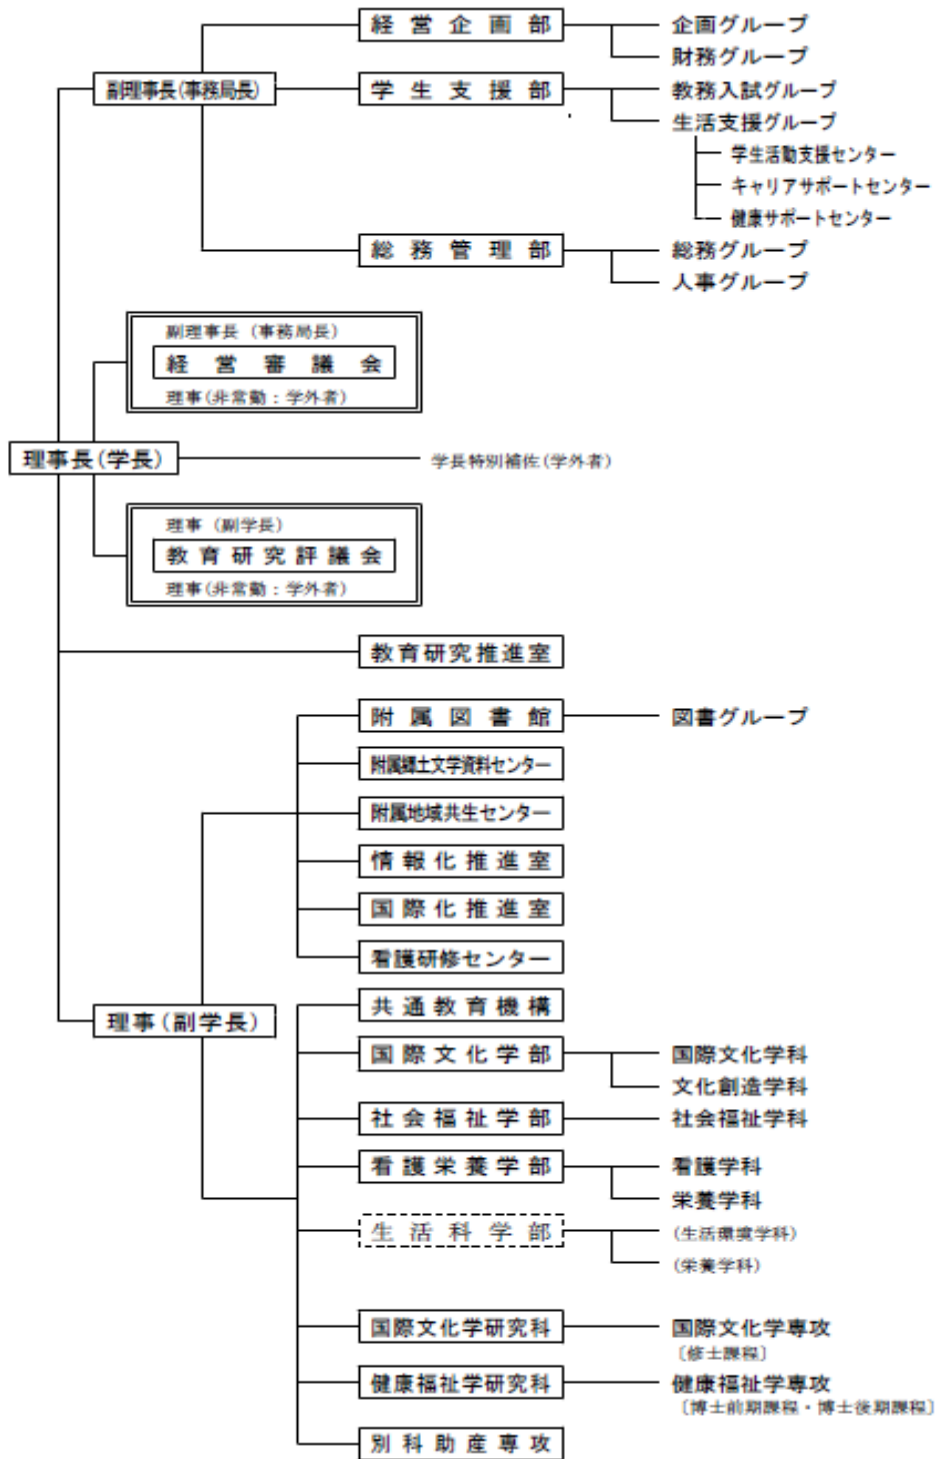 経営企画部 企画グループ
財務グループ
副理事長(事務局長) 学生支援部 教務入試グループ
生活支援グループ
学生活動支援センター
キャリアサポートセンター
健康サポートセンター
総務管理部 総務グループ
人事グループ
副理事長（事務局長）
経営審議会
理事(非常勤：学外者)
理事長(学長) 学長特別補佐(学外者)
理事（副学長）
教育研究評議会
理事(非常勤：学外者)
教育研究推進室
附属図書館 図書グループ
附属郷土文学資料センター
附属地域共生センター
情報化推進室
国際化推進室
看護研修センター
共通教育機構
理事(副学長)
国際文化学部 国際文化学科
文化創造学科
社会福祉学部 社会福祉学科
看護栄養学部 看護学科
栄養学科
生活科学部 (生活環境学科)
(栄養学科)
国際文化学研究科 国際文化学専攻
〔修士課程〕
健康福祉学研究科 健康福祉学専攻
〔博士前期課程・博士後期課程〕
別科助産専攻